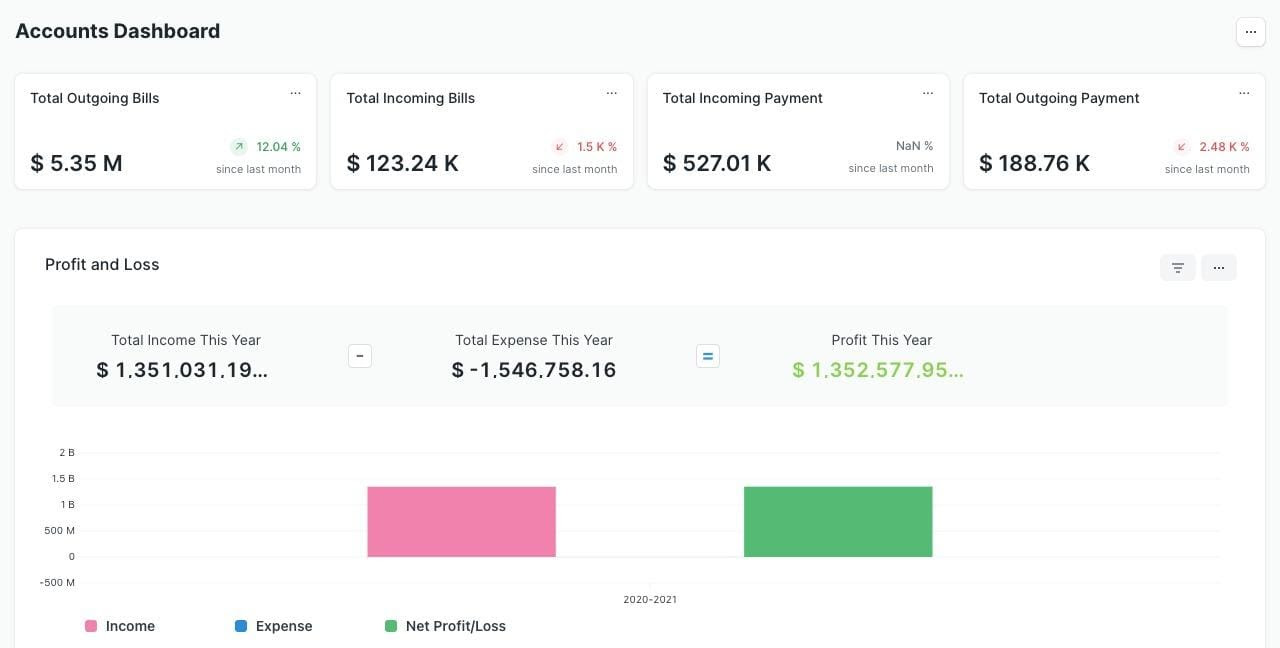 Accounts Dashboard
...
Total Outgoing Bills ...
$ 5.35 M
12.04 %
since last month
Total Incoming Bills ...
$ 123.24 K
1.5 K %
since last month
Total Incoming Payment ...
$ 527.01 K
NaN %
since last month
Total Outgoing Payment ...
$ 188.76 K
2.48 K %
since last month
Profit and Loss
...
Total Income This Year
$ 1,351,031,19...
-
Total Expense This Year
$ -1,546,758.16
=
Profit This Year
$ 1,352,577,95...
2 B
1.5 B
1 B
500 M
0
-500 M
2020-2021
Income Expense Net Profit/Loss